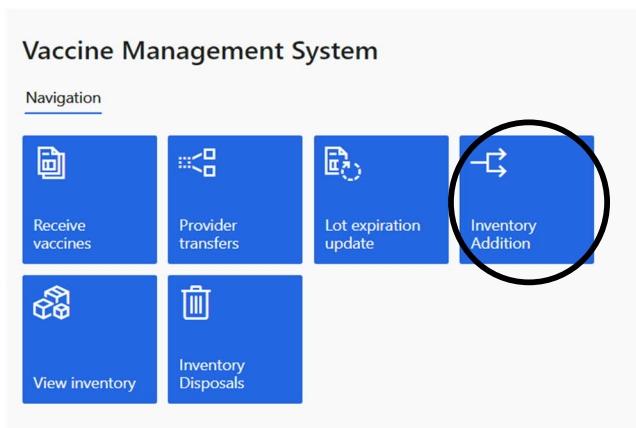 Vaccine Management System
Navigation
Receive
vaccines
Provider
transfers
Lot expiration
update
Inventory
Addition
View inventory
Inventory
Disposals